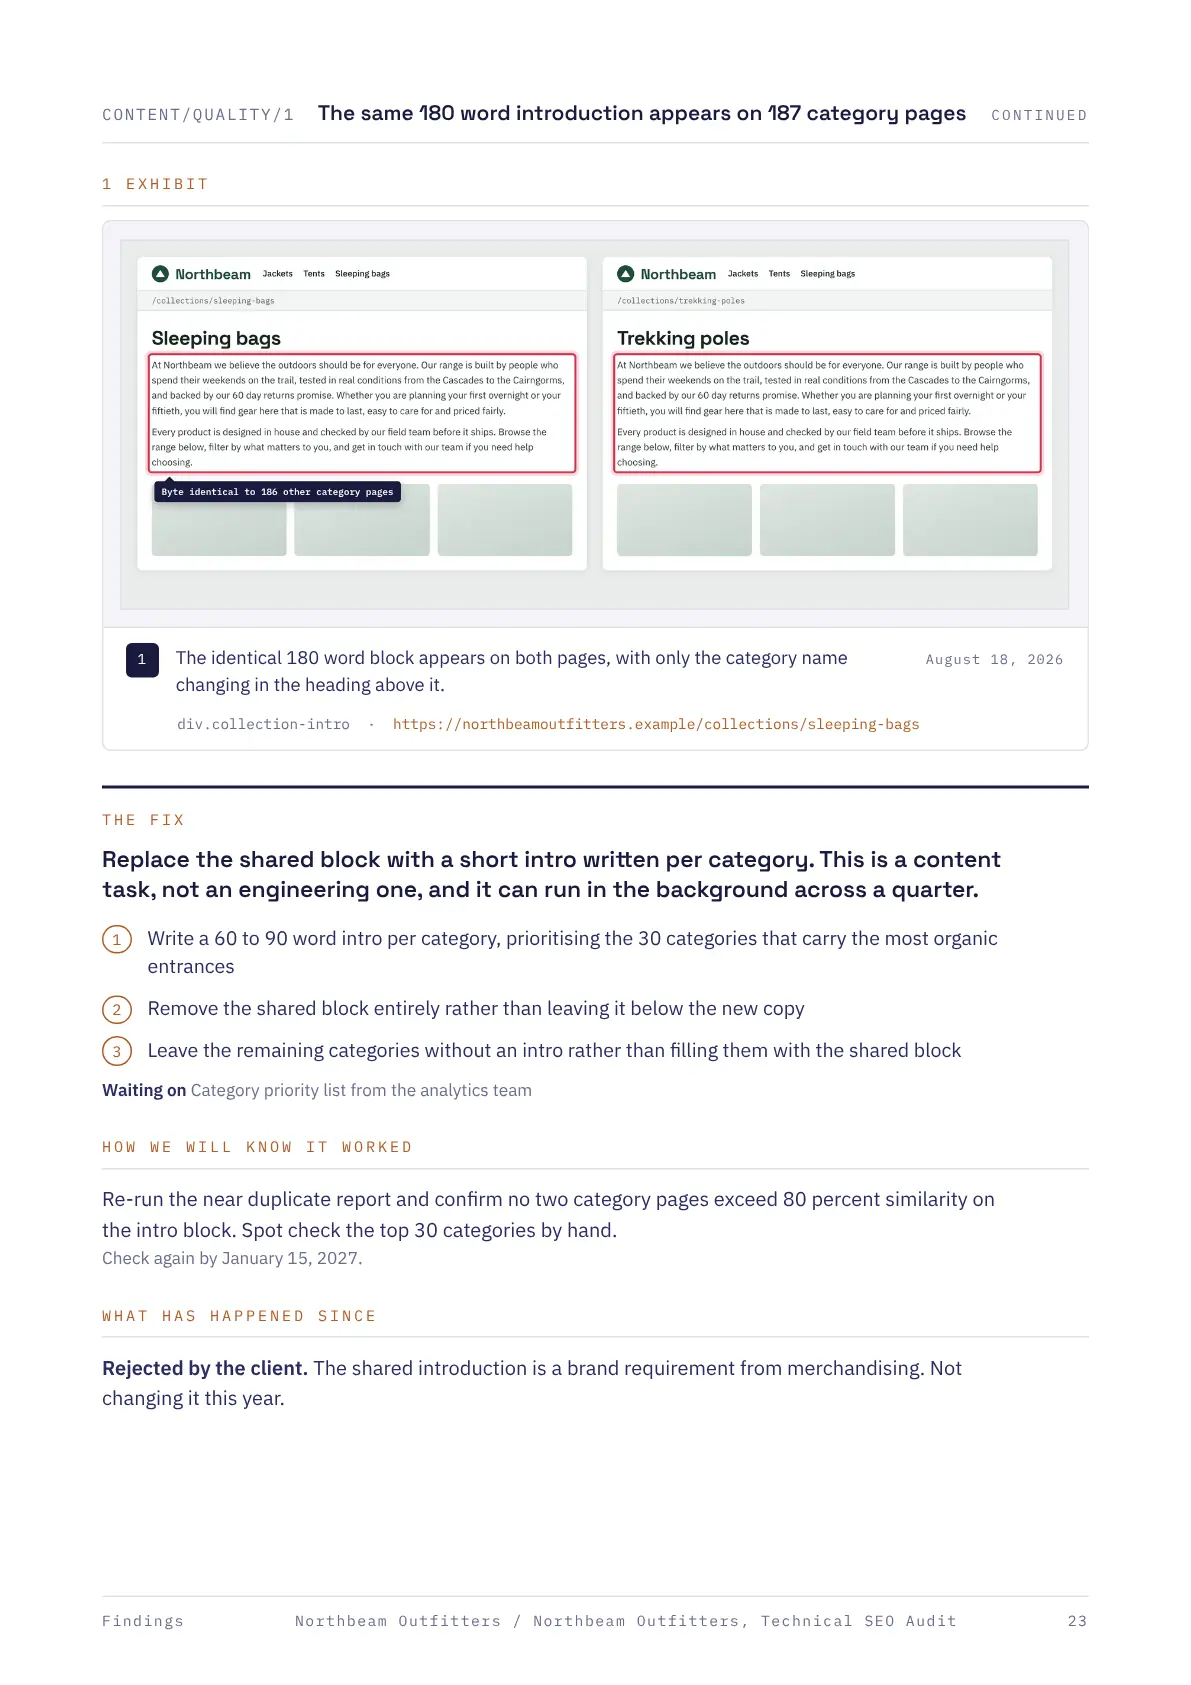 CONTENT/QUALITY/1 The same 180 word introduction appears on 187 category pages CONTINUED
1 EXHIBIT
Northbeam Jackets Tents Sleeping bags
/collections/sleeping-bags
Sleeping bags
At Northbeam we believe the outdoors should be for everyone. Our range is built by people who
spend their weekends on the trail, tested in real conditions from the Cascades to the Cairngorms,
and backed by our 60 day returns promise. Whether you are planning your first overnight or your
fiftieth, you will find gear here that is made to last, easy to care for and priced fairly.
Every product is designed in house and checked by our field team before it ships. Browse the
range below, filter by what matters to you, and get in touch with our team if you need help
choosing.
Byte identical to 186 other category pages
Northbeam Jackets Tents Sleeping bags
/collections/trekking-poles
Trekking poles
At Northbeam we believe the outdoors should be for everyone. Our range is built by people who
spend their weekends on the trail, tested in real conditions from the Cascades to the Cairngorms,
and backed by our 60 day returns promise. Whether you are planning your first overnight or your
fiftieth, you will find gear here that is made to last, easy to care for and priced fairly.
Every product is designed in house and checked by our field team before it ships. Browse the
range below, filter by what matters to you, and get in touch with our team if you need help
choosing.
1 The identical 180 word block appears on both pages, with only the category name August 18, 2026
changing in the heading above it.
div.collection-intro · https://northbeamoutfitters.example/collections/sleeping-bags
THE FIX
Replace the shared block with a short intro written per category. This is a content
task, not an engineering one, and it can run in the background across a quarter.
1 Write a 60 to 90 word intro per category, prioritising the 30 categories that carry the most organic
entrances
2 Remove the shared block entirely rather than leaving it below the new copy
3 Leave the remaining categories without an intro rather than filling them with the shared block
Waiting on Category priority list from the analytics team
HOW WE WILL KNOW IT WORKED
Re-run the near duplicate report and confirm no two category pages exceed 80 percent similarity on
the intro block. Spot check the top 30 categories by hand.
Check again by January 15, 2027.
WHAT HAS HAPPENED SINCE
Rejected by the client. The shared introduction is a brand requirement from merchandising. Not
changing it this year.
Findings Northbeam Outfitters / Northbeam Outfitters, Technical SEO Audit 23